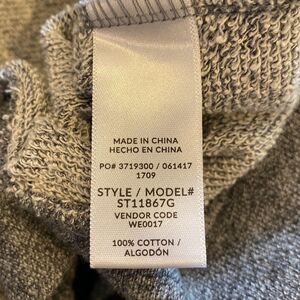 MADE IN CHINA
HECHO EN CHINA
PO# 3719300 / 061417
1709
STYLE / MODEL#
ST11867G
VENDOR CODE
WE0017
100% COTTON /
ALGODÓN